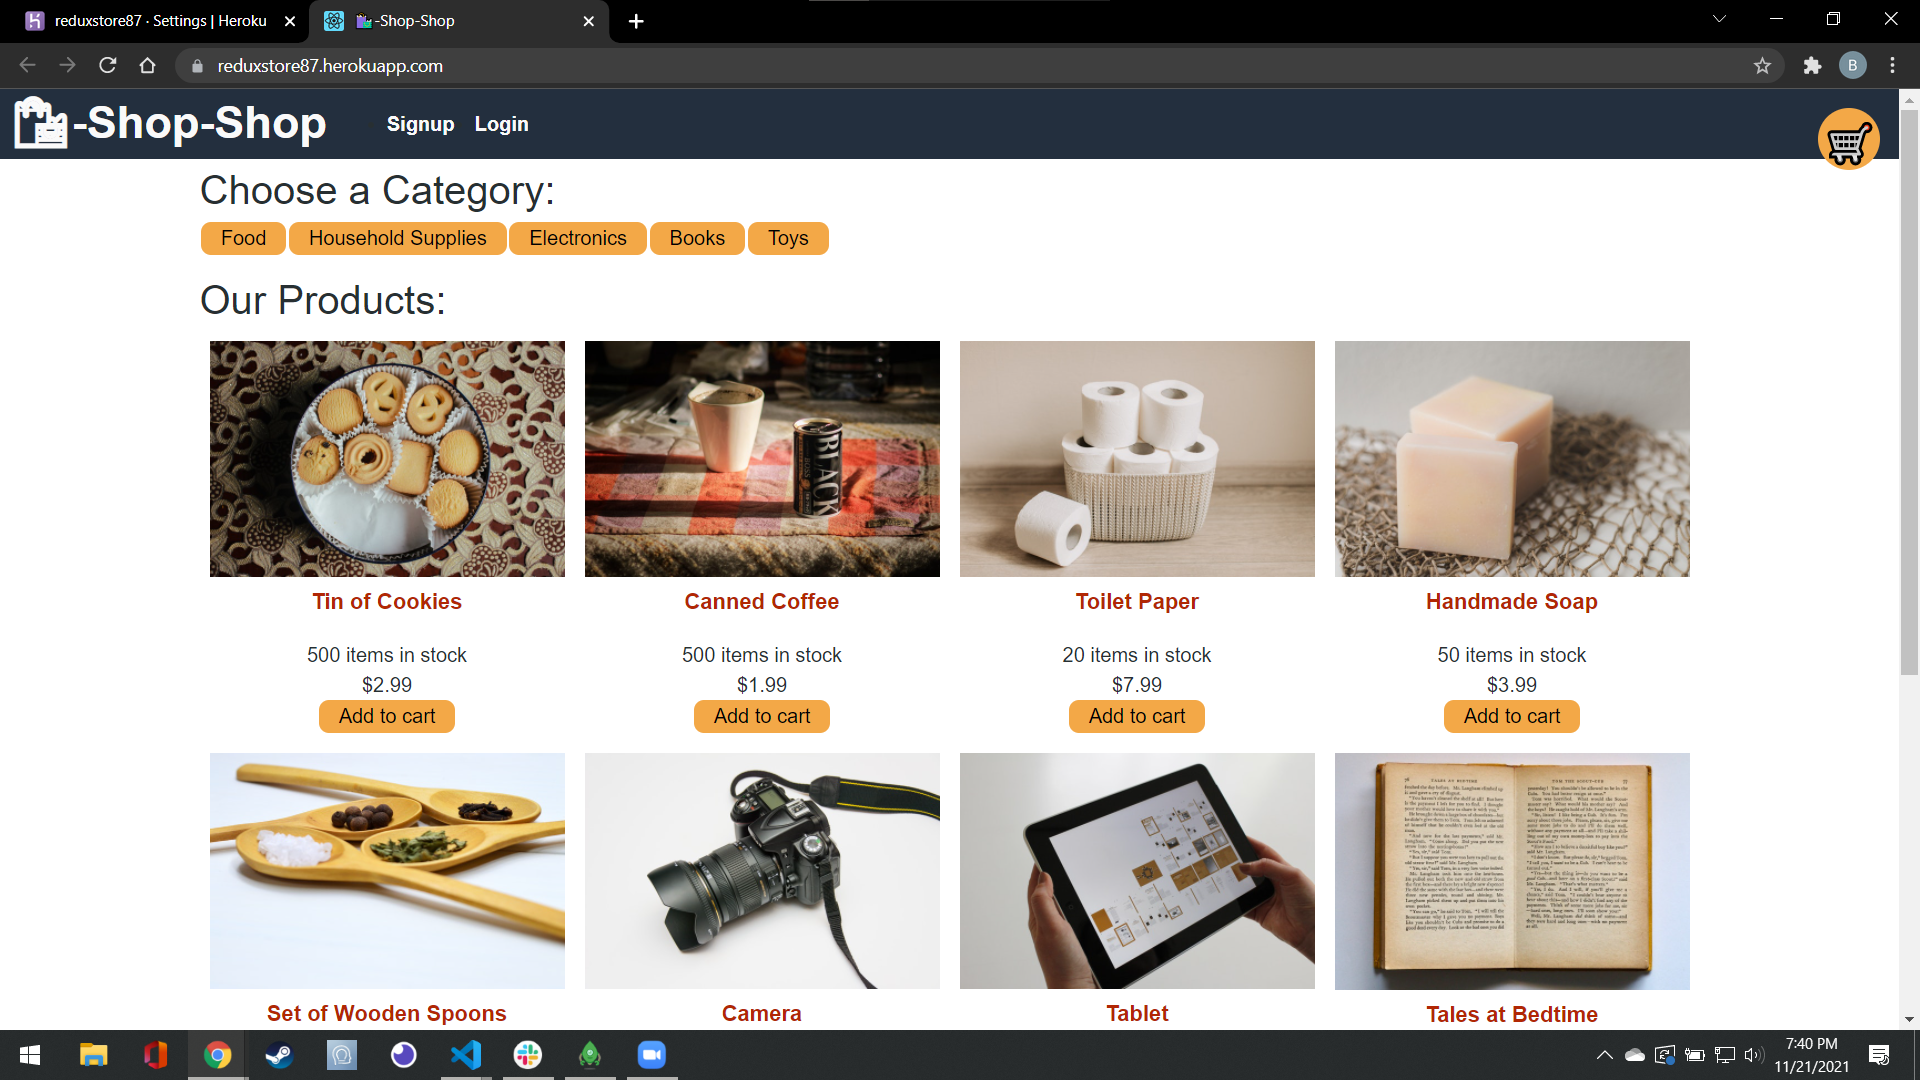 reduxstore87 · Settings | Heroku
-Shop-Shop
reduxstore87.herokuapp.com
B
-Shop-Shop
Signup Login
Choose a Category:
Food Household Supplies Electronics Books Toys
Our Products:
BLACK
Tin of Cookies Canned Coffee Toilet Paper Handmade Soap
500 items in stock 500 items in stock 20 items in stock 50 items in stock
$2.99 $1.99 $7.99 $3.99
Add to cart Add to cart Add to cart Add to cart
TALES AT BEDTIME
Set of Wooden Spoons Camera Tablet Tales at Bedtime
7:40 PM
11/21/2021